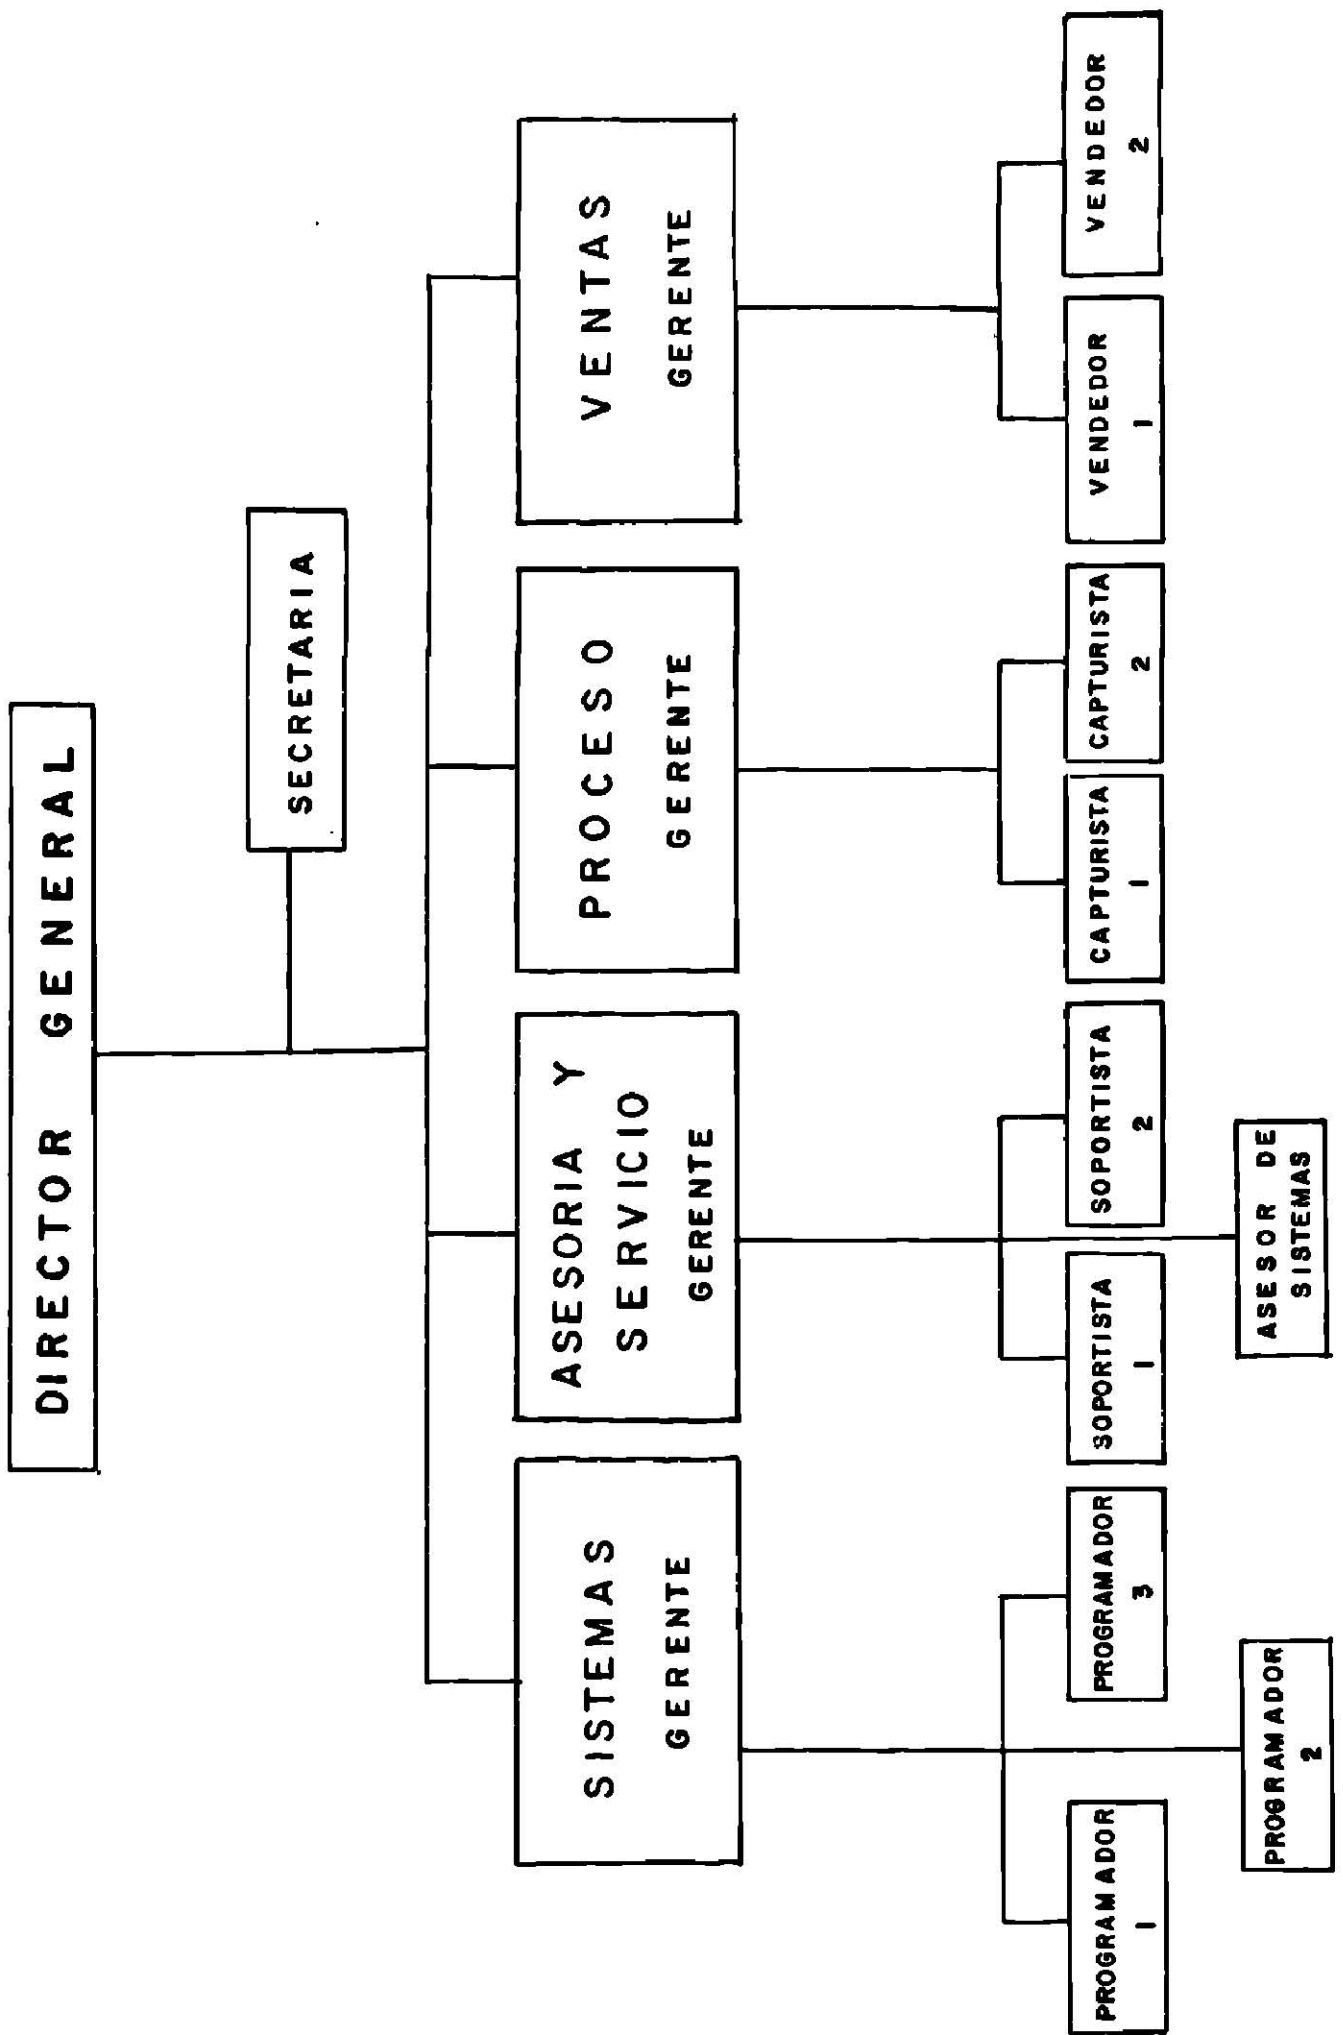 DIRECTOR GENERAL
SECRETARIA
SISTEMAS
GERENTE
ASESORIA Y
SERVICIO
GERENTE
PROCESO
GERENTE
VENTAS
GERENTE
PROGRAMADOR
1
PROGRAMADOR
3
SOPORTISTA
1
SOPORTISTA
2
CAPTURISTA
1
CAPTURISTA
2
VENDEDOR
1
VENDEDOR
2
PROGRAMADOR
2
ASESOR DE
SISTEMAS